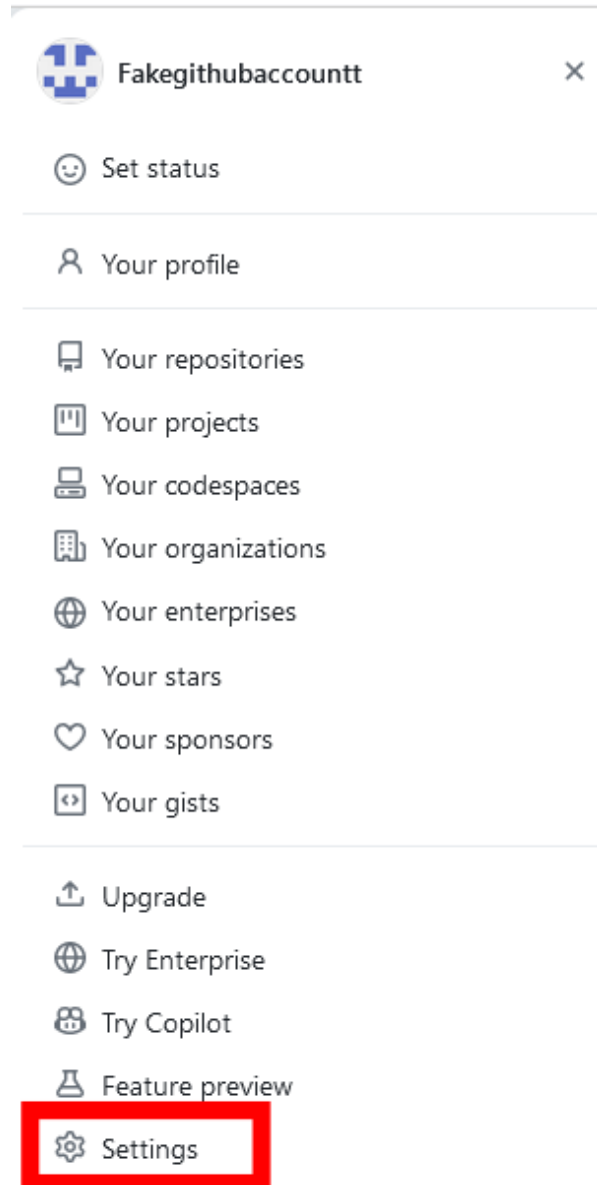 Fakegithubaccountt
Set status
Your profile
Your repositories
Your projects
Your codespaces
Your organizations
Your enterprises
Your stars
Your sponsors
Your gists
Upgrade
Try Enterprise
Try Copilot
Feature preview
Settings